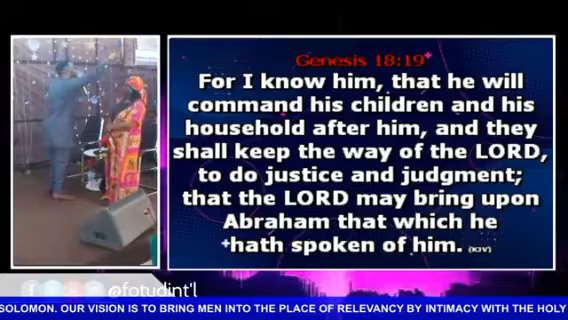 Genesis 18:19
For I know him, that he will
command his children and his
household after him, and they
shall keep the way of the LORD,
to do justice and judgment;
that the LORD may bring upon
Abraham that which he
hath spoken of him. (KJV)
@fotudint'l
SOLOMON. OUR VISION IS TO BRING MEN INTO THE PLACE OF RELEVANCY BY INTIMACY WITH THE HOLY